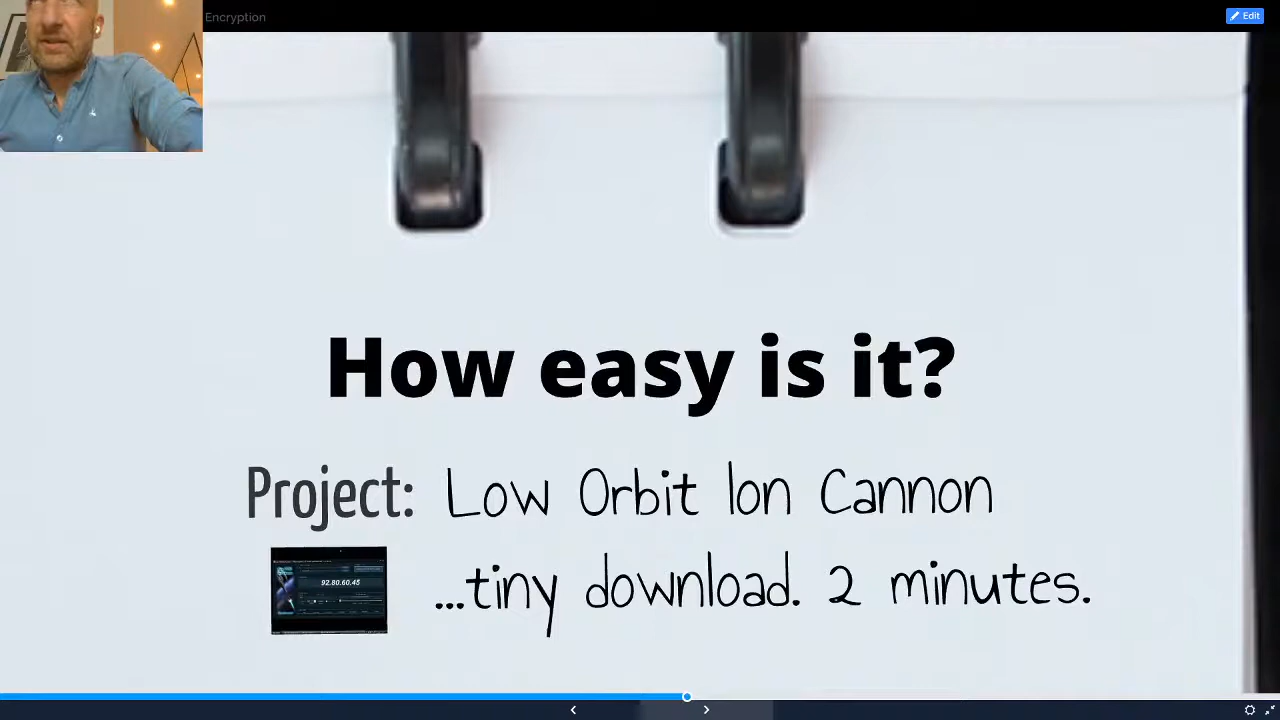 Encryption
Edit
How easy is it?
Project: Low Orbit Ion Cannon
92.80.60.45
...tiny download. 2 minutes.